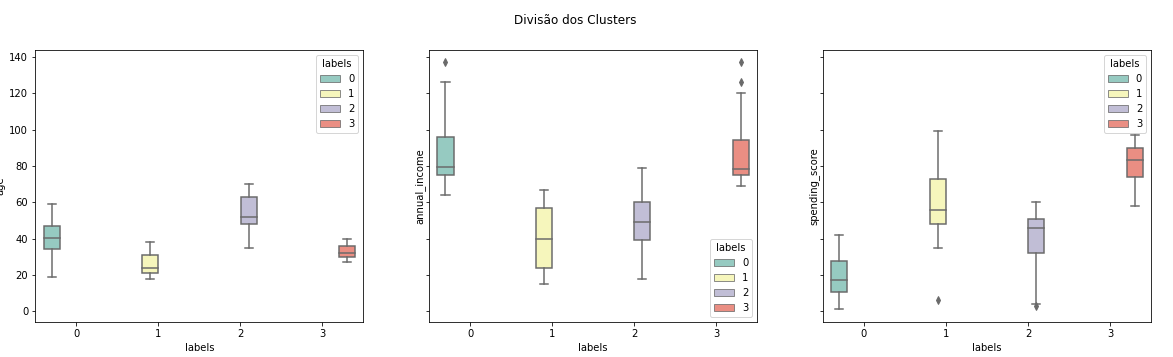 Divisão dos Clusters
140
120
100
80
60
40
20
0
age
0 1 2 3
labels
labels
0
1
2
3
annual_income
0 1 2 3
labels
labels
0
1
2
3
spending_score
0 1 2 3
labels
labels
0
1
2
3